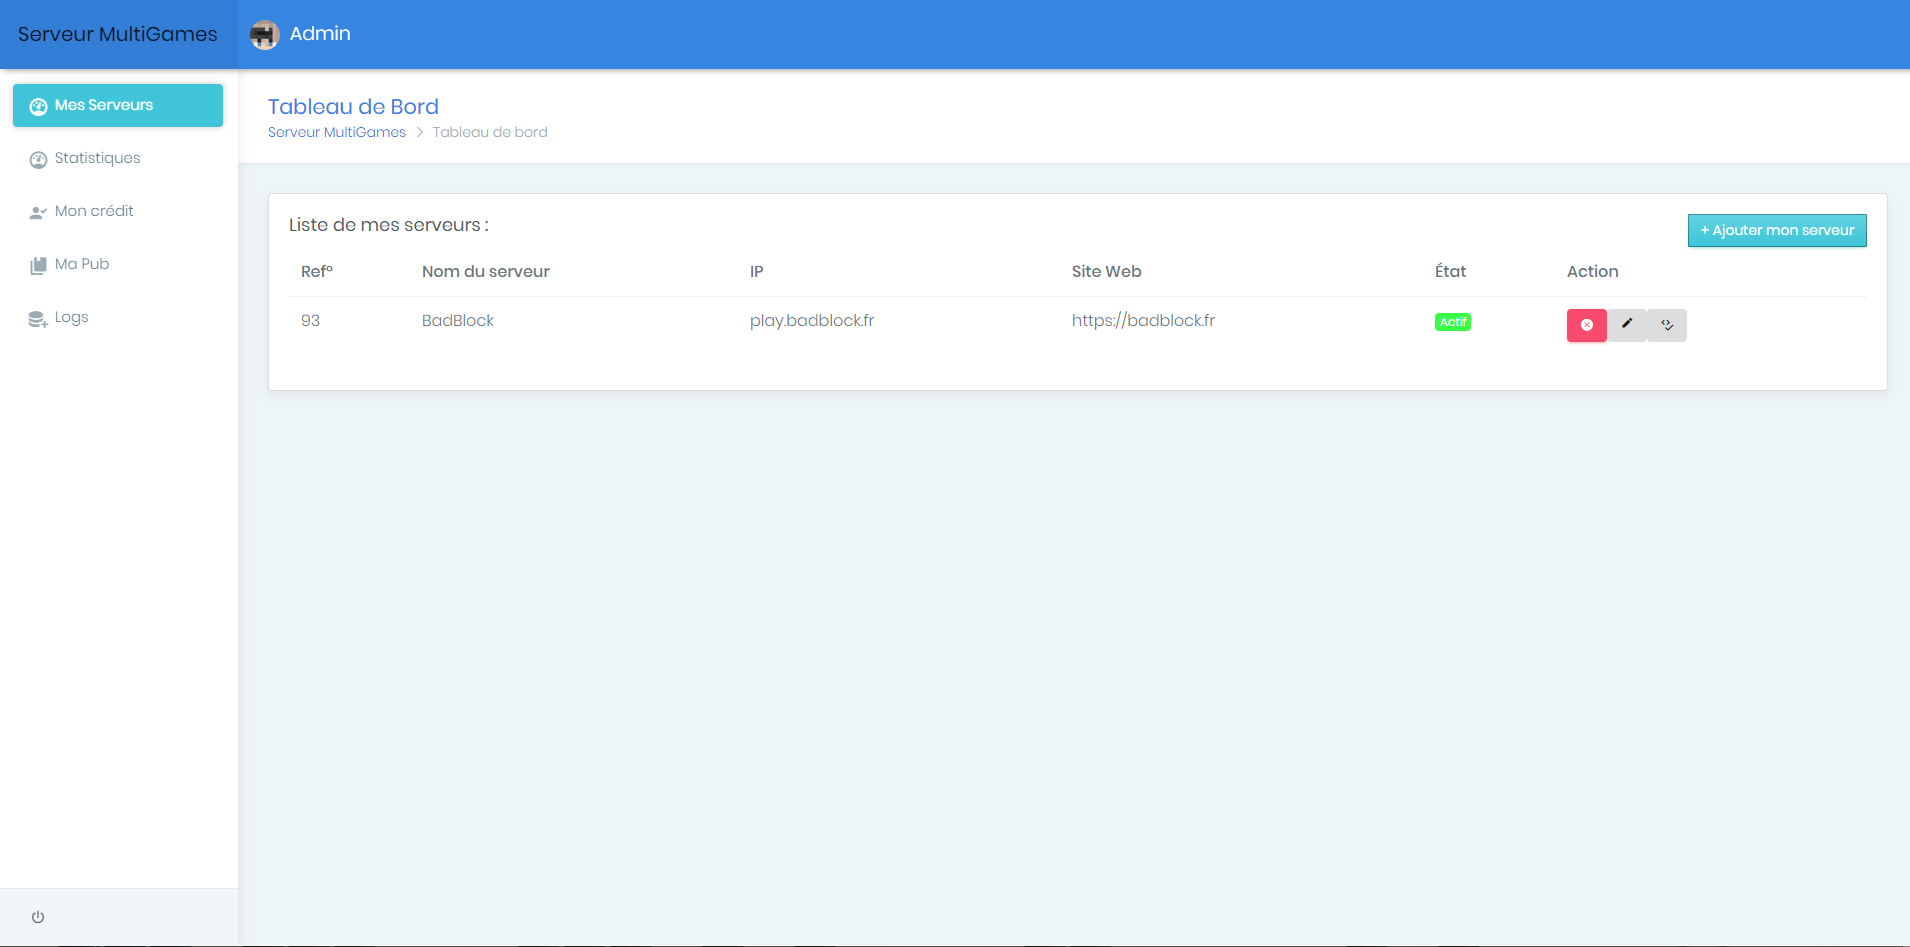 Serveur MultiGames
Admin
Mes Serveurs
Statistiques
Mon crédit
Ma Pub
Logs
Tableau de Bord
Serveur MultiGames > Tableau de bord
Liste de mes serveurs :
+ Ajouter mon serveur
Ref° Nom du serveur IP Site Web État Action
93 BadBlock play.badblock.fr https://badblock.fr Actif